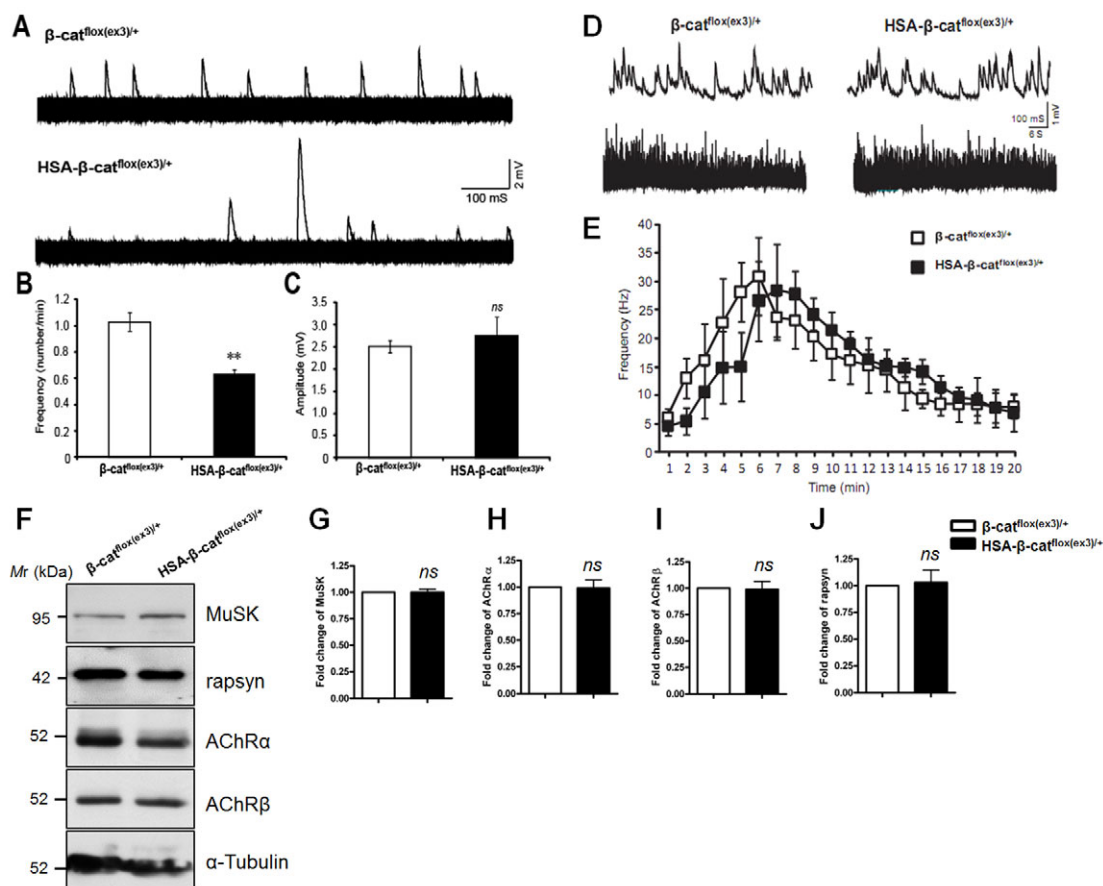 A
β-cat^flox(ex3)/+
HSA-β-cat^flox(ex3)/+
2 mV
100 mS
B
Frequency (number/min)
1.2
1.0
0.8
0.6
0.4
0.2
0
**
β-cat^flox(ex3)/+
HSA-β-cat^flox(ex3)/+
C
Amplitude (mV)
3.5
3.0
2.5
2.0
1.5
1.0
0.5
0
ns
β-cat^flox(ex3)/+
HSA-β-cat^flox(ex3)/+
D
β-cat^flox(ex3)/+
HSA-β-cat^flox(ex3)/+
100 mS
6 S
1 mV
E
β-cat^flox(ex3)/+
HSA-β-cat^flox(ex3)/+
Frequency (Hz)
40
35
30
25
20
15
10
5
0
1 2 3 4 5 6 7 8 9 10 11 12 13 14 15 16 17 18 19 20
Time (min)
F
β-cat^flox(ex3)/+
HSA-β-cat^flox(ex3)/+
Mr (kDa)
95
MuSK
42
rapsyn
52
AChRα
52
AChRβ
52
α-Tubulin
G
Fold change of MuSK
1.25
1.00
0.75
0.50
0.25
0.00
ns
H
Fold change of AChRα
1.25
1.00
0.75
0.50
0.25
0.00
ns
I
Fold change of AChRβ
1.25
1.00
0.75
0.50
0.25
0.00
ns
J
Fold change of rapsyn
1.25
1.00
0.75
0.50
0.25
0.00
ns
β-cat^flox(ex3)/+
HSA-β-cat^flox(ex3)/+